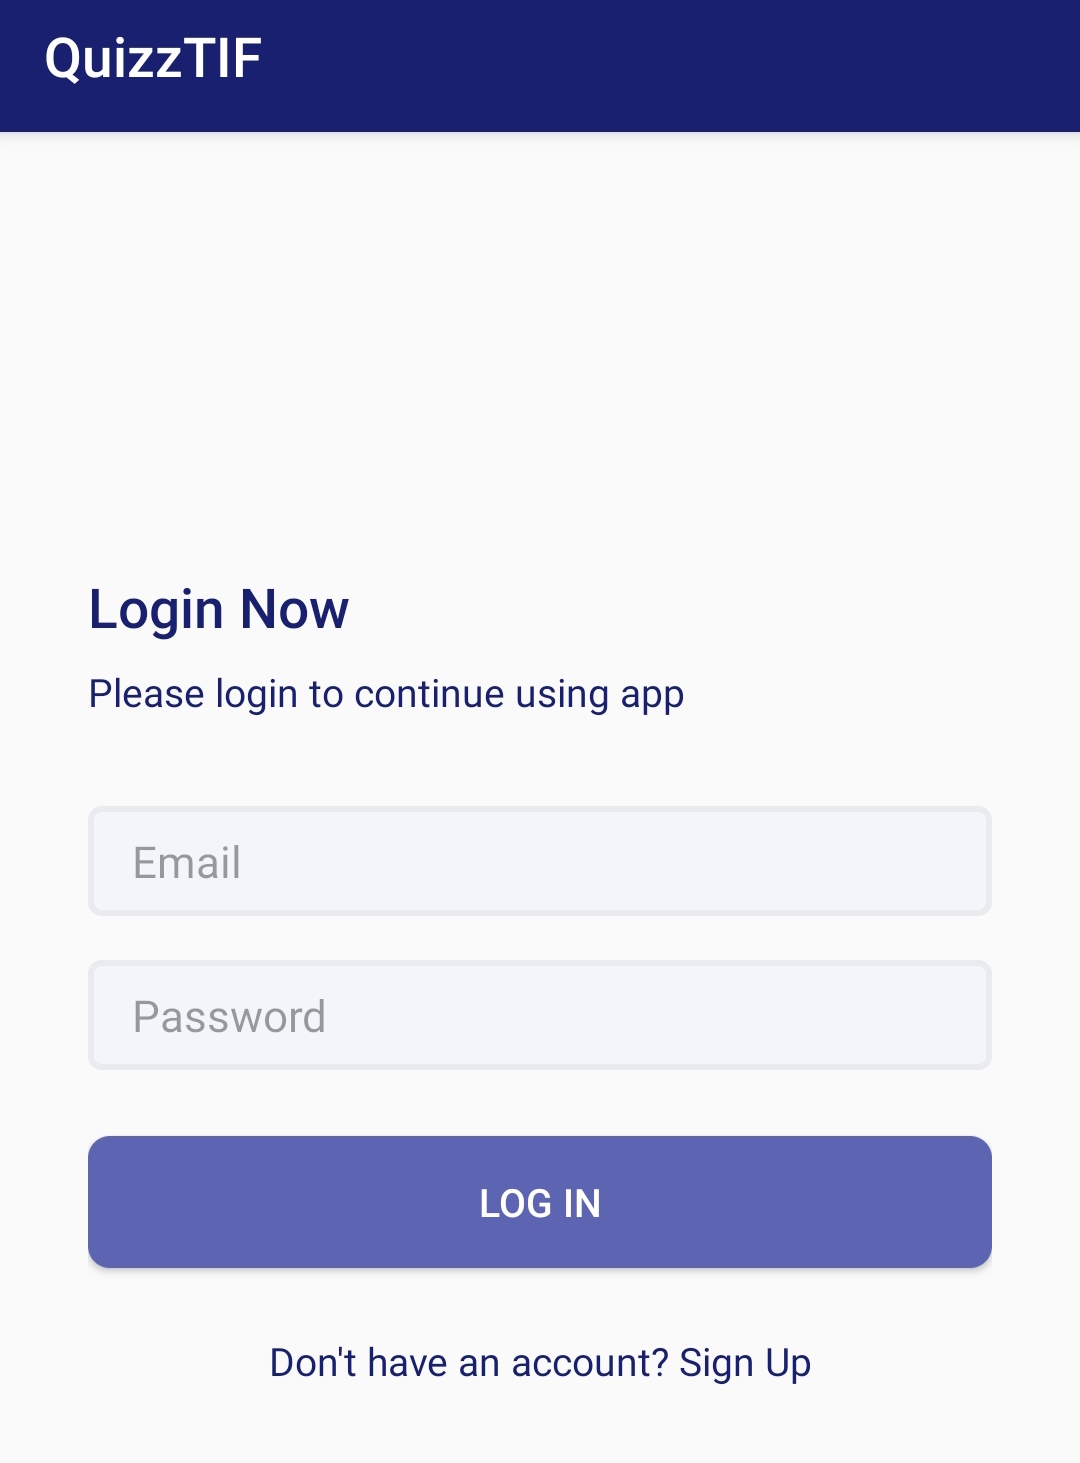 QuizzTIF
Login Now
Please login to continue using app
Email
Password
LOG IN
Don't have an account? Sign Up